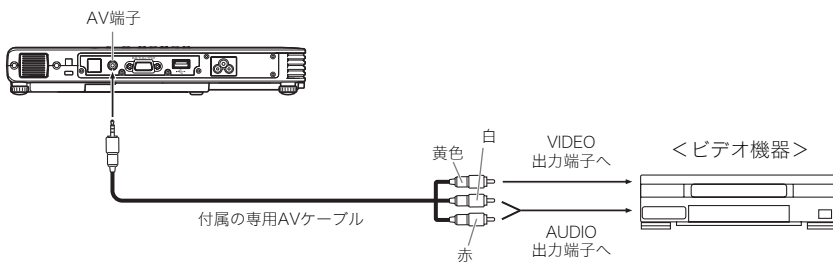 AV端子
白
黄色
VIDEO
出力端子へ
＜ビデオ機器＞
付属の専用AVケーブル
赤
AUDIO
出力端子へ